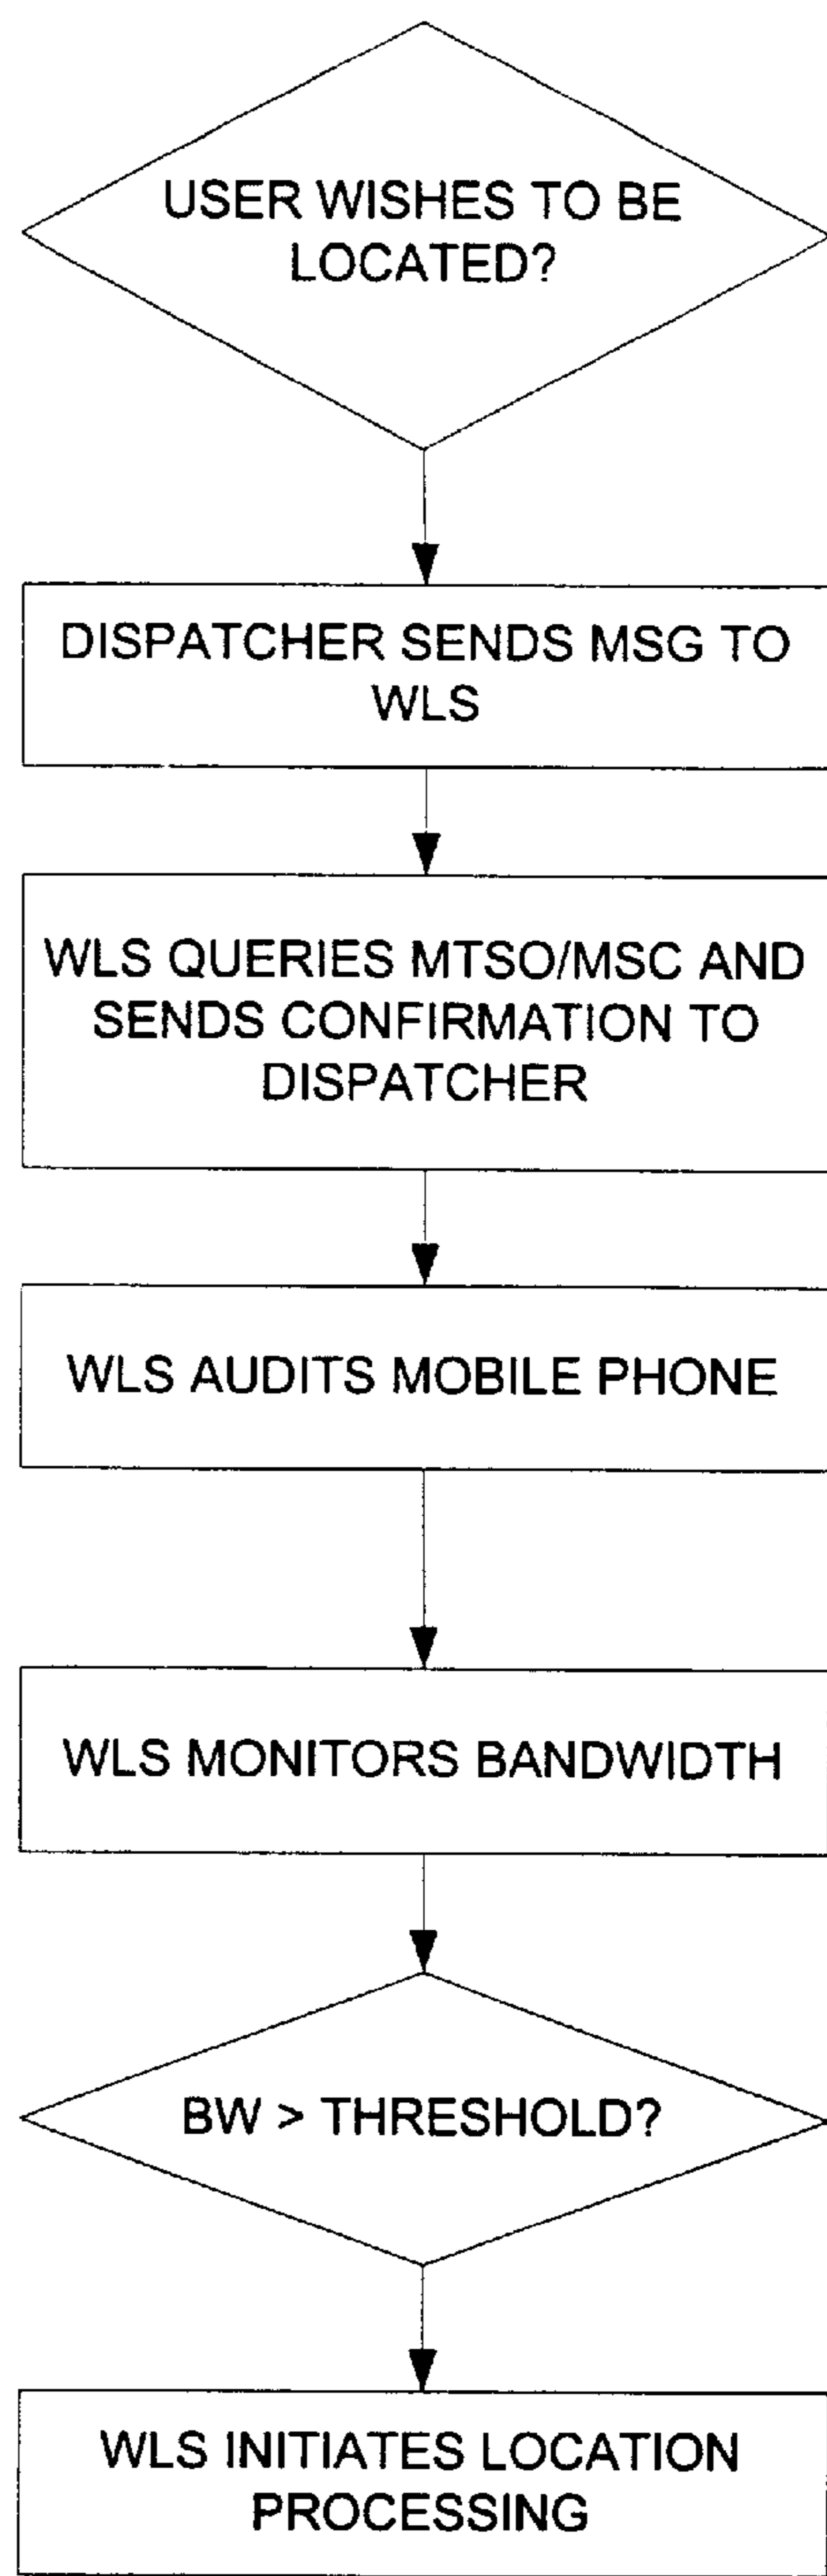 USER WISHES TO BE
LOCATED?
DISPATCHER SENDS MSG TO
WLS
WLS QUERIES MTSO/MSC AND
SENDS CONFIRMATION TO
DISPATCHER
WLS AUDITS MOBILE PHONE
WLS MONITORS BANDWIDTH
BW > THRESHOLD?
WLS INITIATES LOCATION
PROCESSING